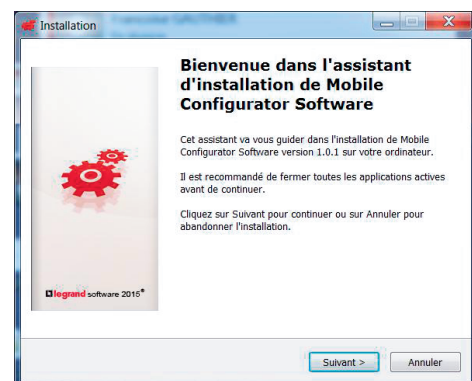 Installation
Bienvenue dans l'assistant
d'installation de Mobile
Configurator Software
Cet assistant va vous guider dans l'installation de Mobile
Configurator Software version 1.0.1 sur votre ordinateur.
Il est recommandé de fermer toutes les applications actives
avant de continuer.
Cliquez sur Suivant pour continuer ou sur Annuler pour
abandonner l'installation.
legrand software 2015®
Suivant >
Annuler